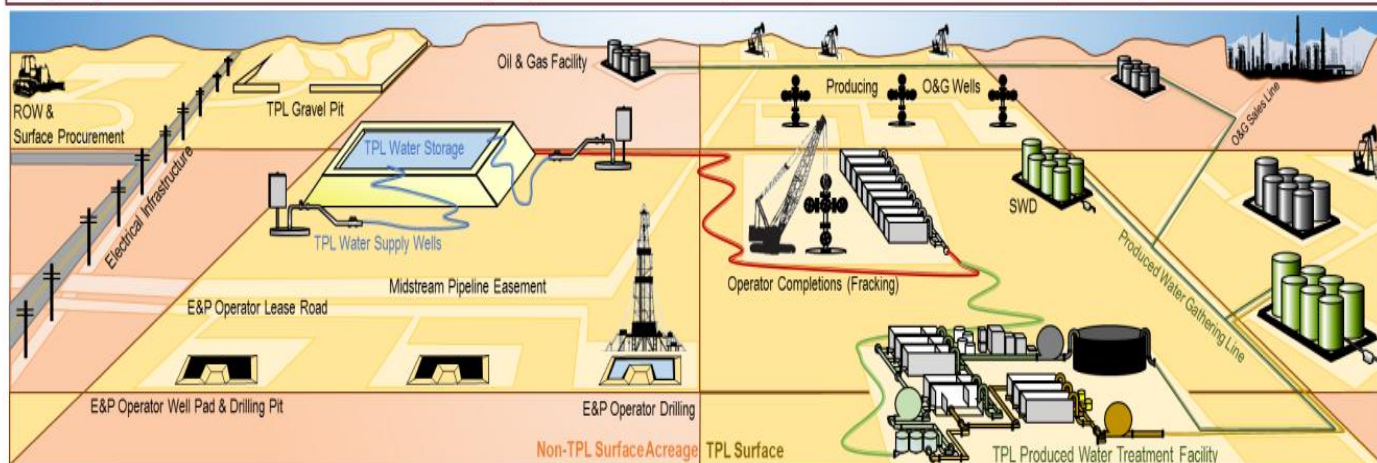 Oil & Gas Facility
ROW &
Surface Procurement
TPL Gravel Pit
Producing
O&G Wells
O&G Sales Line
Electrical Infrastructure
TPL Water Storage
TPL Water Supply Wells
SWD
Produced Water Gathering Line
Midstream Pipeline Easement
Operator Completions (Fracking)
E&P Operator Lease Road
E&P Operator Well Pad & Drilling Pit
E&P Operator Drilling
Non-TPL Surface Acreage
TPL Surface
TPL Produced Water Treatment Facility